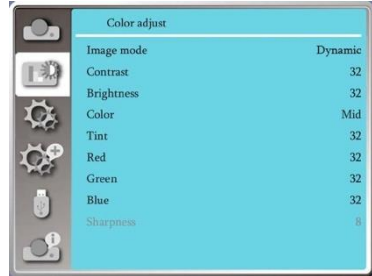 Color adjust
Image mode Dynamic
Contrast 32
Brightness 32
Color Mid
Tint 32
Red 32
Green 32
Blue 32
Sharpness 8